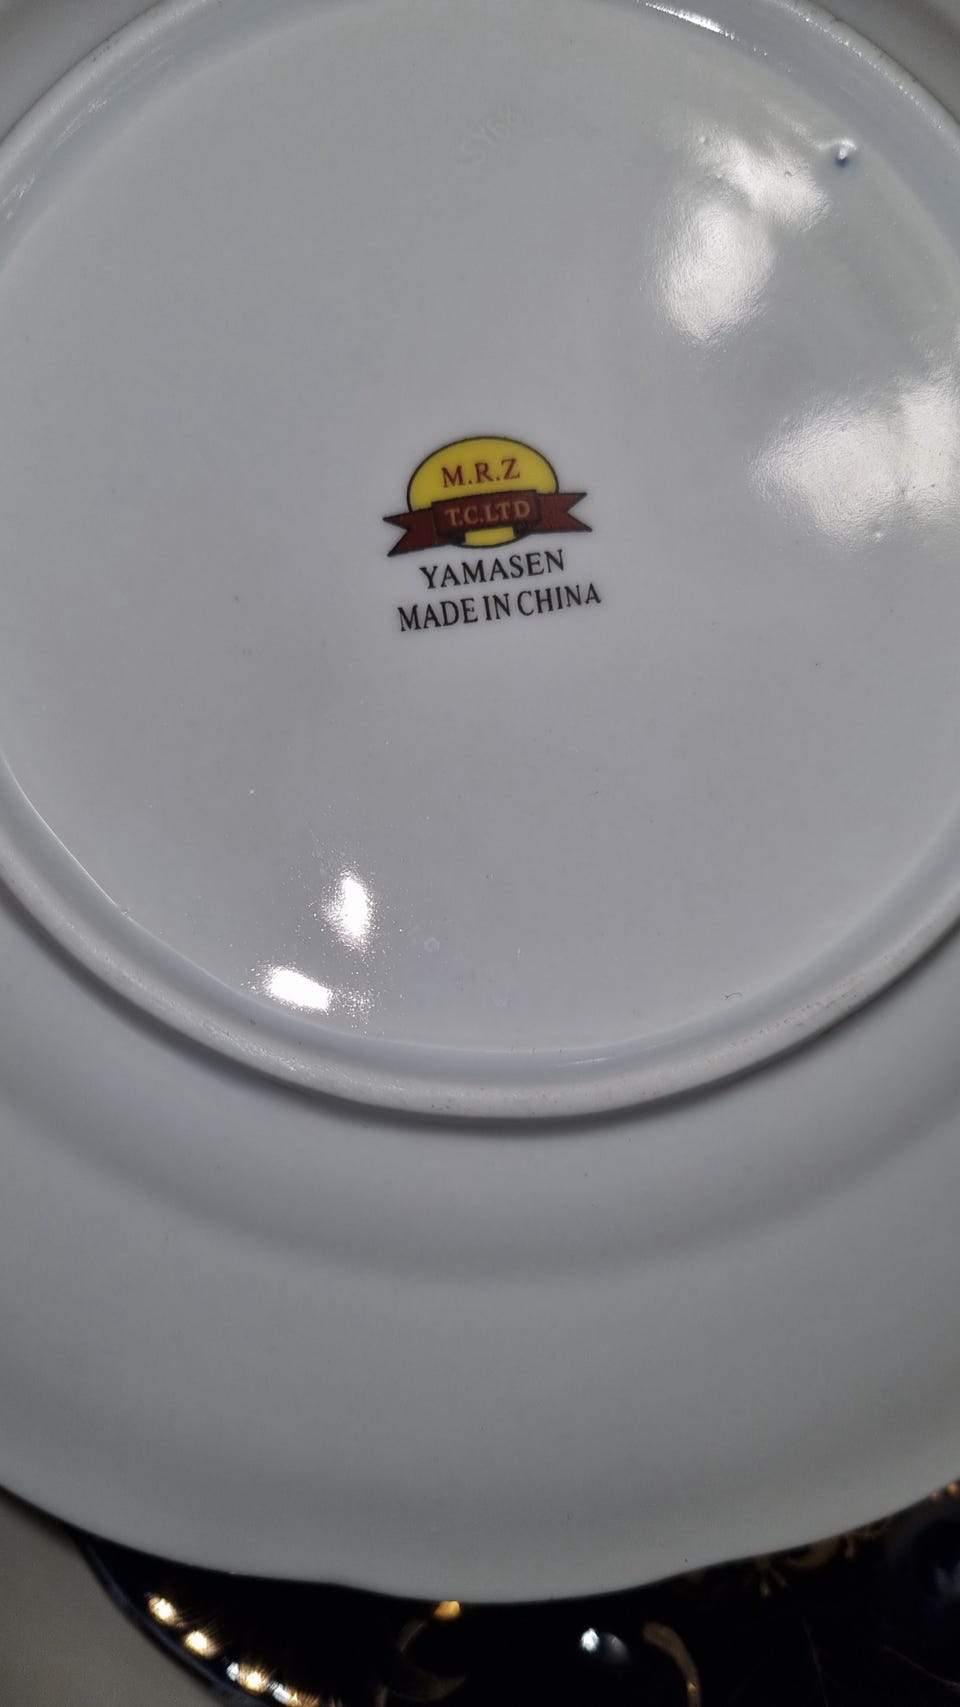 M.R.Z
T.C.LTD
YAMASEN
MADE IN CHINA